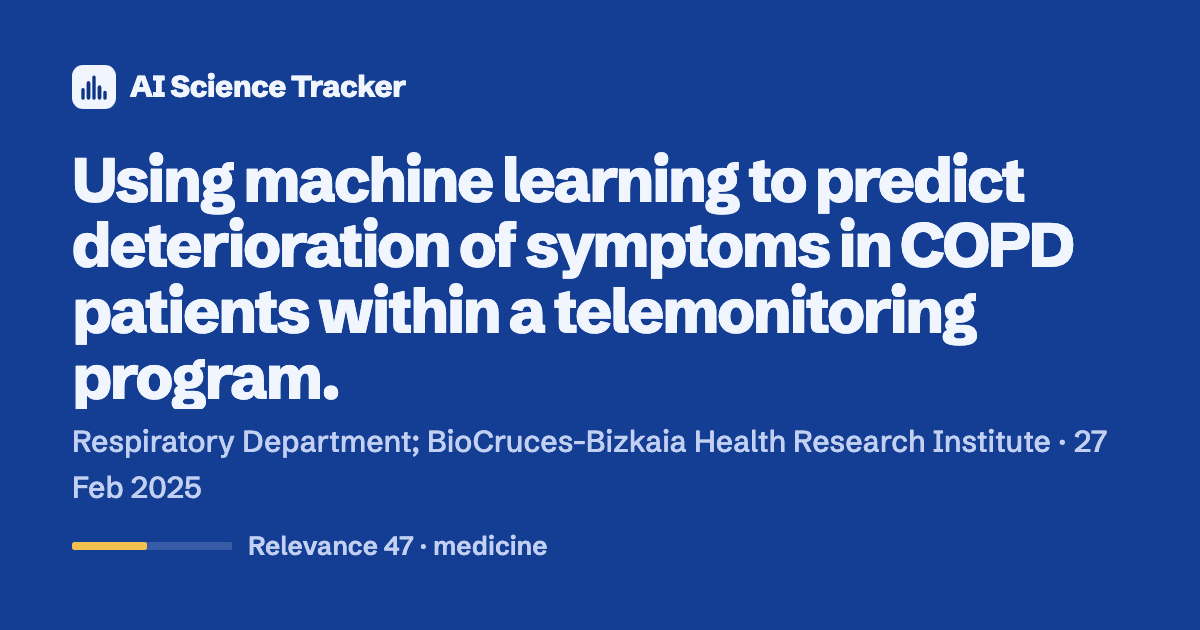 AI Science Tracker
Using machine learning to predict
deterioration of symptoms in COPD
patients within a telemonitoring
program.
Respiratory Department; BioCruces-Bizkaia Health Research Institute · 27
Feb 2025
Relevance 47 · medicine